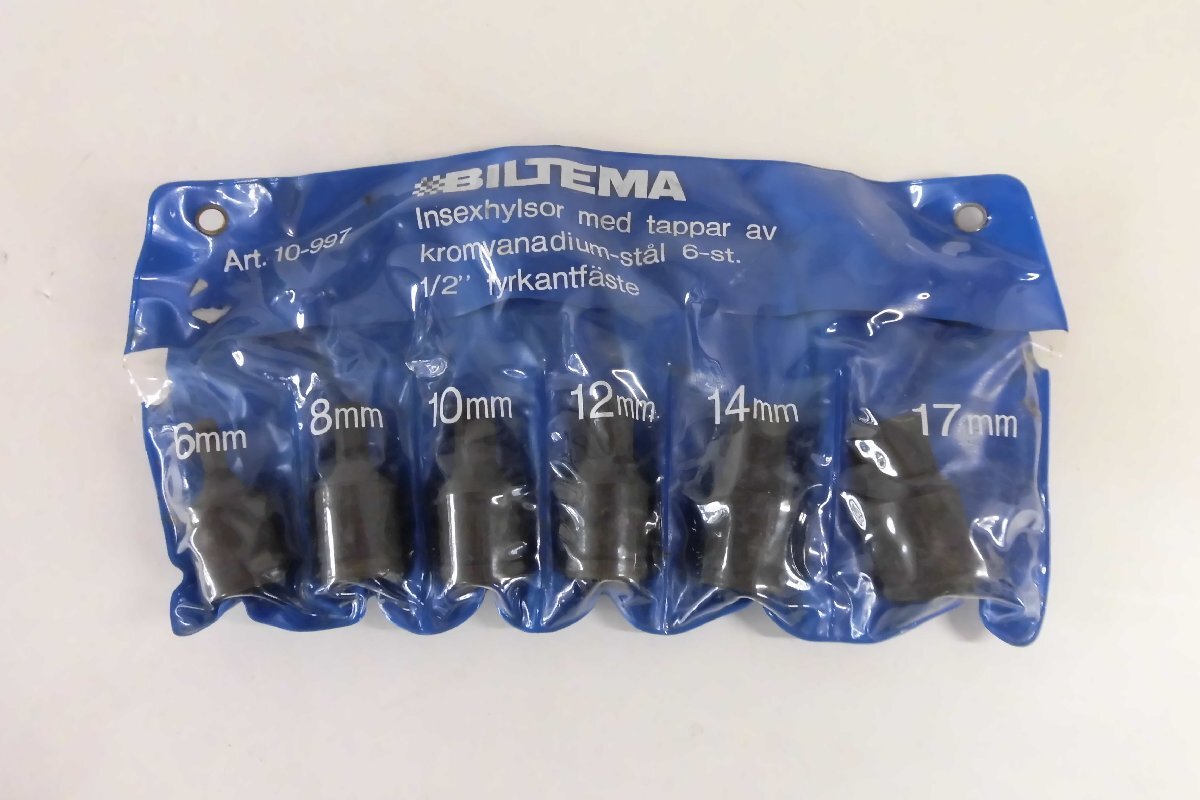 BILTEMA
Art. 10-997
Insexhylsor med tappar av
kromvanadium-stål 6-st.
1/2" fyrkantfäste
6mm
8mm
10mm
12mm
14mm
17mm